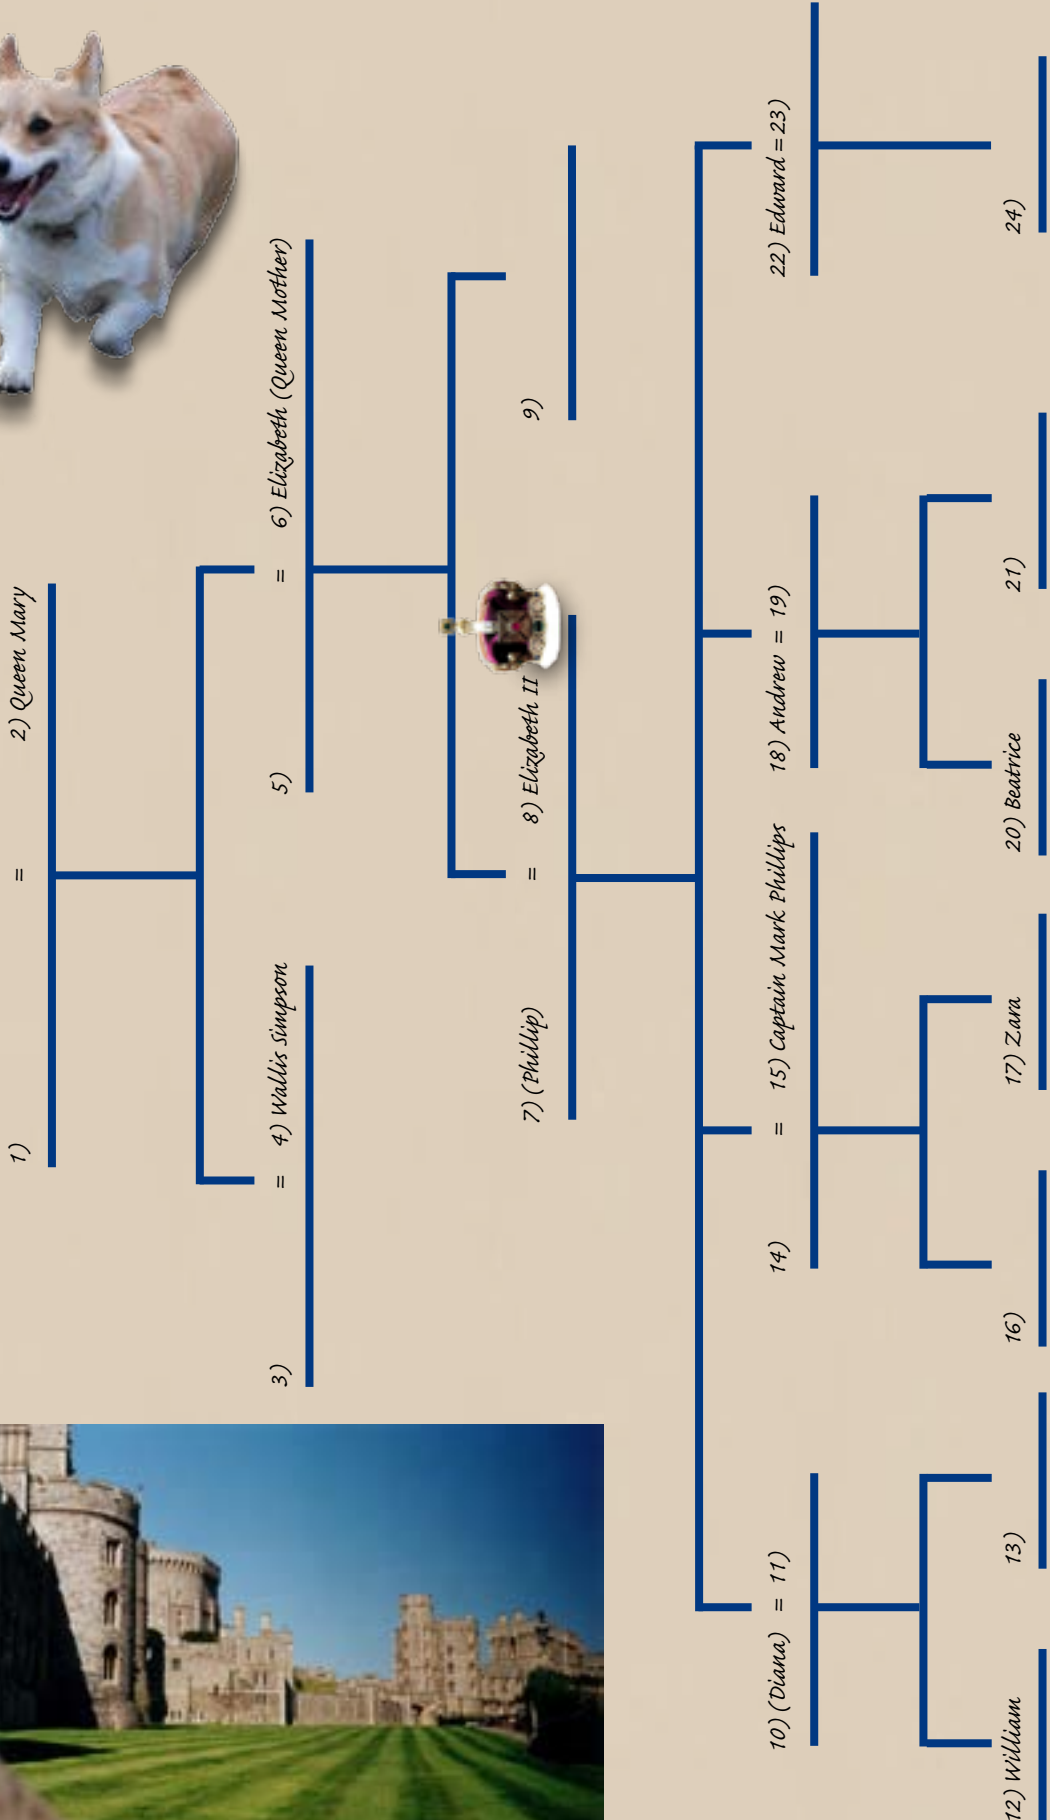 1) = 2) Queen Mary
3) = 4) Wallis Simpson 5) = 6) Elizabeth (Queen Mother)
7) (Phillip) = 8) Elizabeth II 9)
10) (Diana) = 11) 14) = 15) Captain Mark Phillips 18) Andrew = 19) 22) Edward = 23)
12) William 13) 16) 17) Zara 20) Beatrice 21) 24)